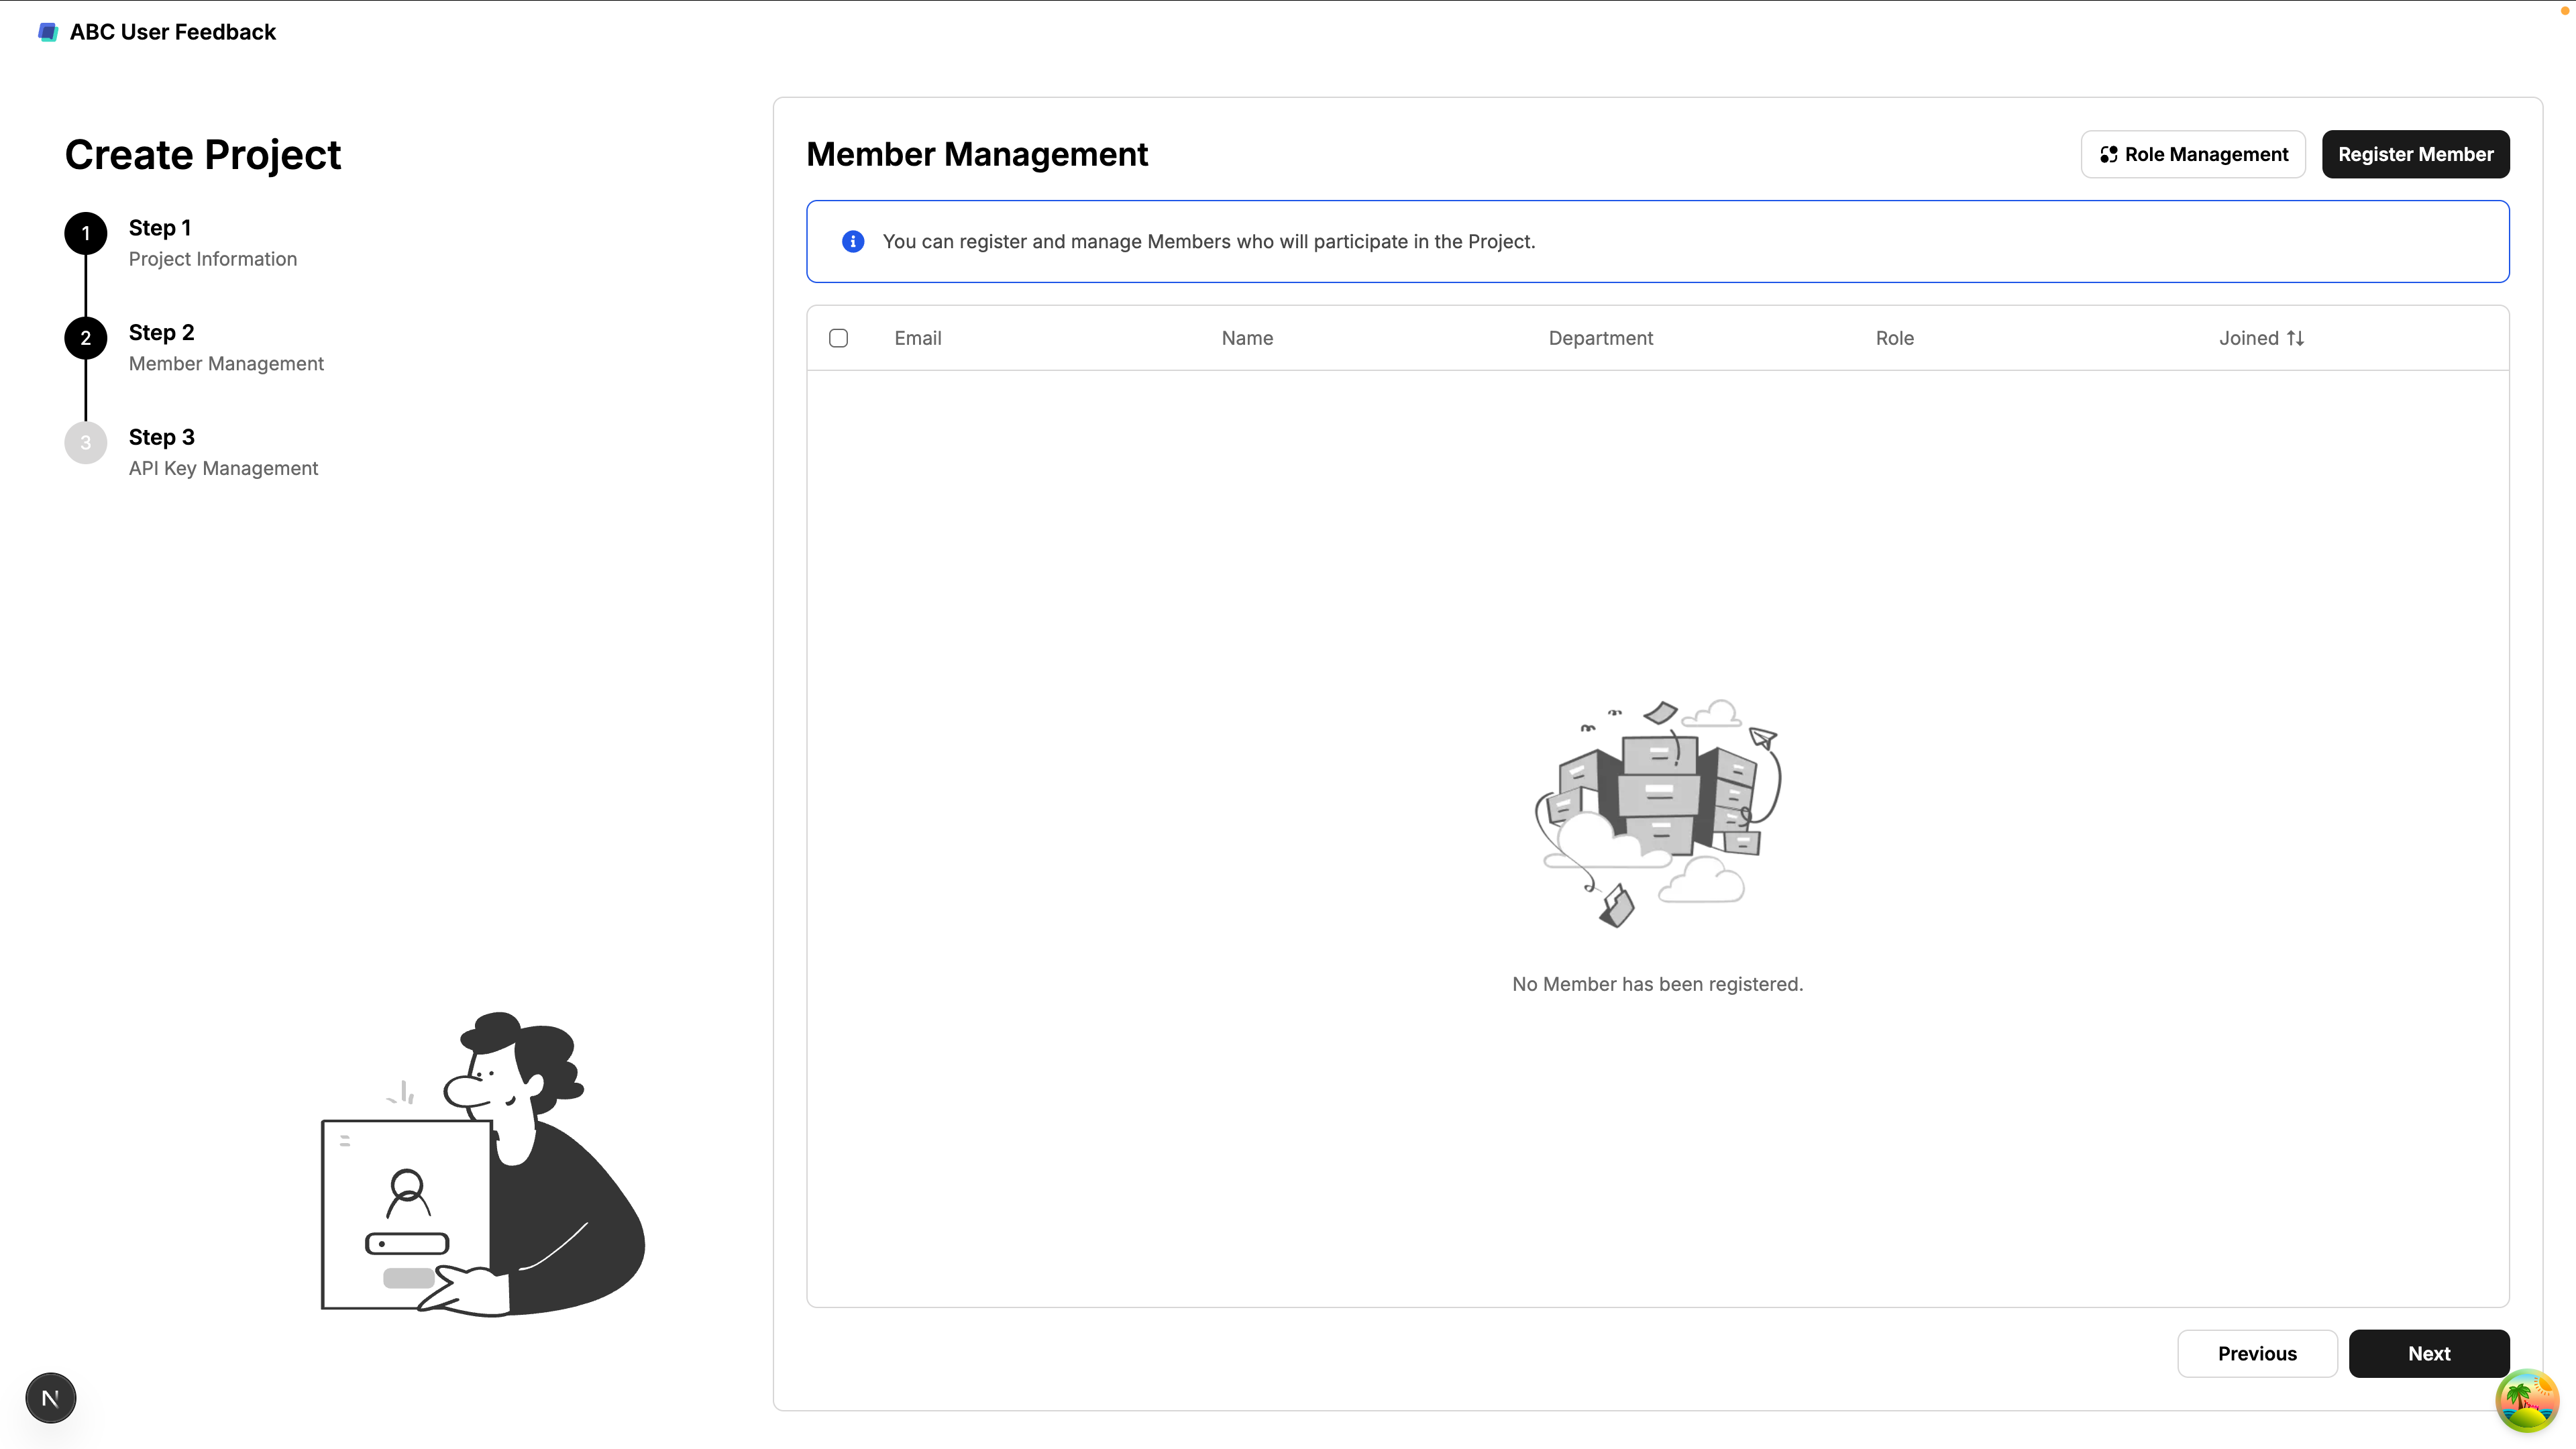 ABC User Feedback
Create Project
1
Step 1
Project Information
2
Step 2
Member Management
3
Step 3
API Key Management
Member Management
Role Management
Register Member
You can register and manage Members who will participate in the Project.
Email
Name
Department
Role
Joined
No Member has been registered.
Previous
Next
N